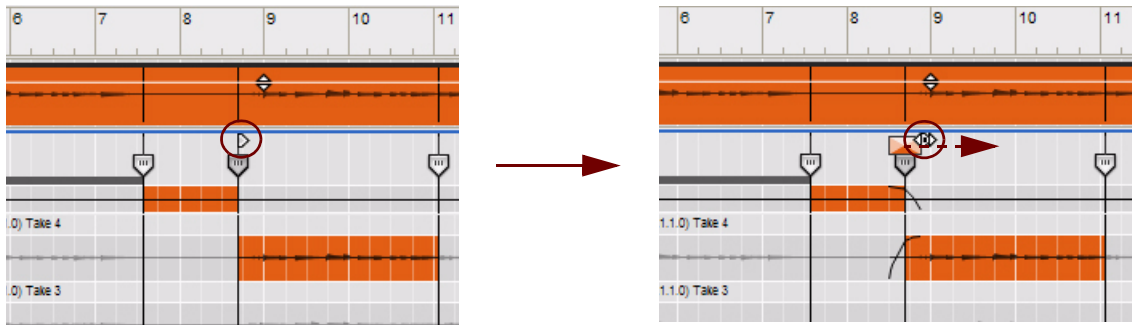 6 7 8 9 10 11
.0) Take 4
.0) Take 3
6 7 8 9 10 11
1.1.0) Take 4
1.1.0) Take 3